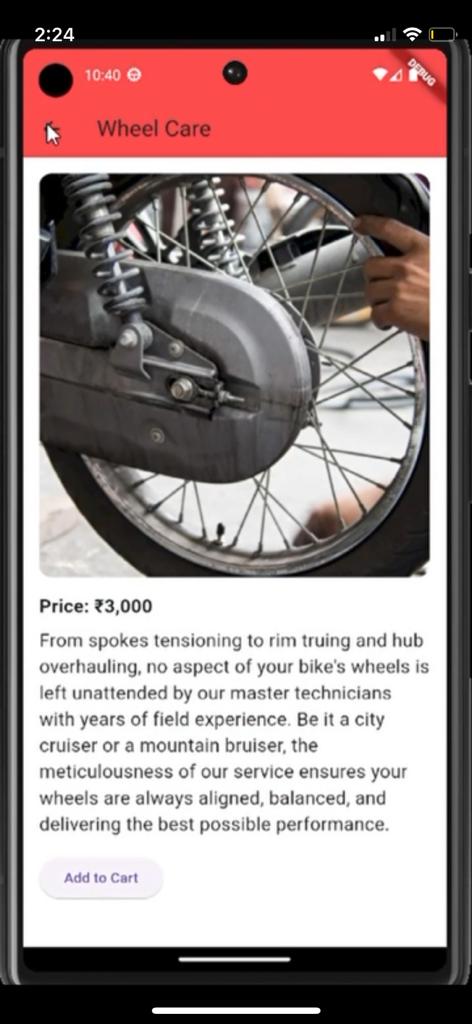 2:24
10:40
DEBUG
Wheel Care
Price: ₹3,000
From spokes tensioning to rim truing and hub
overhauling, no aspect of your bike's wheels is
left unattended by our master technicians
with years of field experience. Be it a city
cruiser or a mountain bruiser, the
meticulousness of our service ensures your
wheels are always aligned, balanced, and
delivering the best possible performance.
Add to Cart